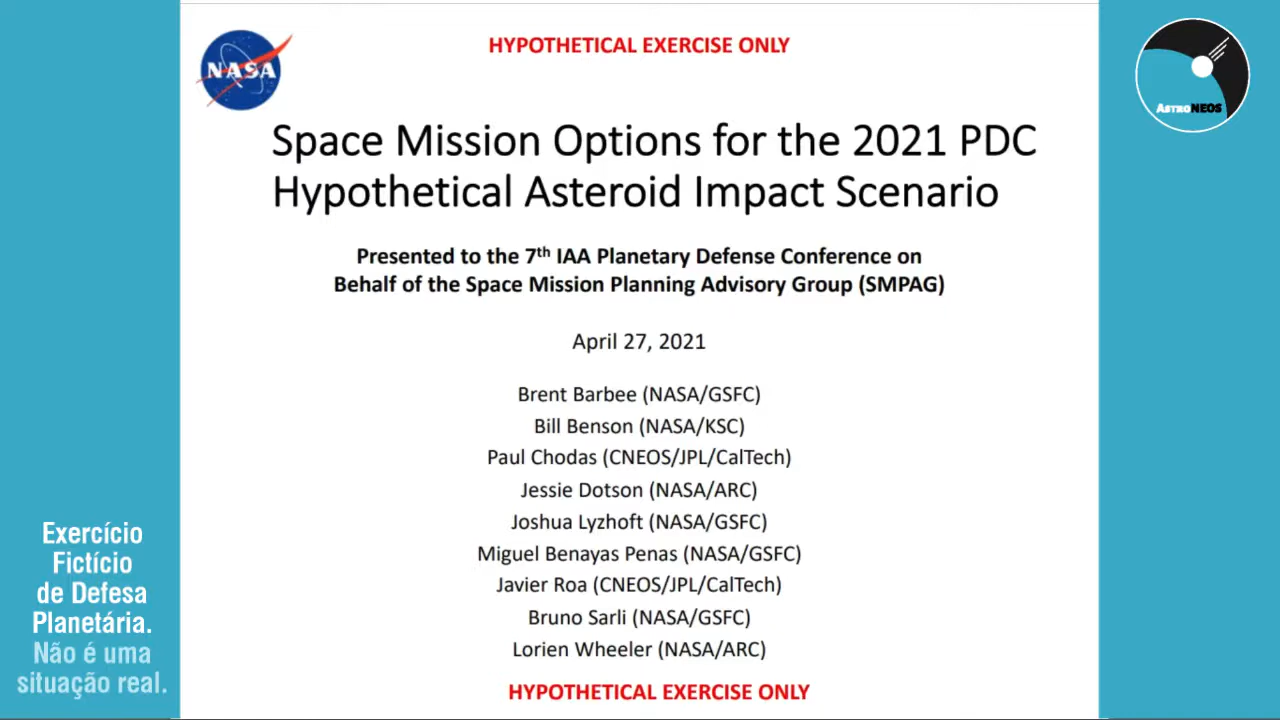 HYPOTHETICAL EXERCISE ONLY
NASA
AstroNEOS
Space Mission Options for the 2021 PDC
Hypothetical Asteroid Impact Scenario
Presented to the 7th IAA Planetary Defense Conference on
Behalf of the Space Mission Planning Advisory Group (SMPAG)
April 27, 2021
Brent Barbee (NASA/GSFC)
Bill Benson (NASA/KSC)
Paul Chodas (CNEOS/JPL/CalTech)
Jessie Dotson (NASA/ARC)
Joshua Lyzhoft (NASA/GSFC)
Miguel Benayas Penas (NASA/GSFC)
Javier Roa (CNEOS/JPL/CalTech)
Bruno Sarli (NASA/GSFC)
Lorien Wheeler (NASA/ARC)
HYPOTHETICAL EXERCISE ONLY
Exercício
Fictício
de Defesa
Planetária.
Não é uma
situação real.